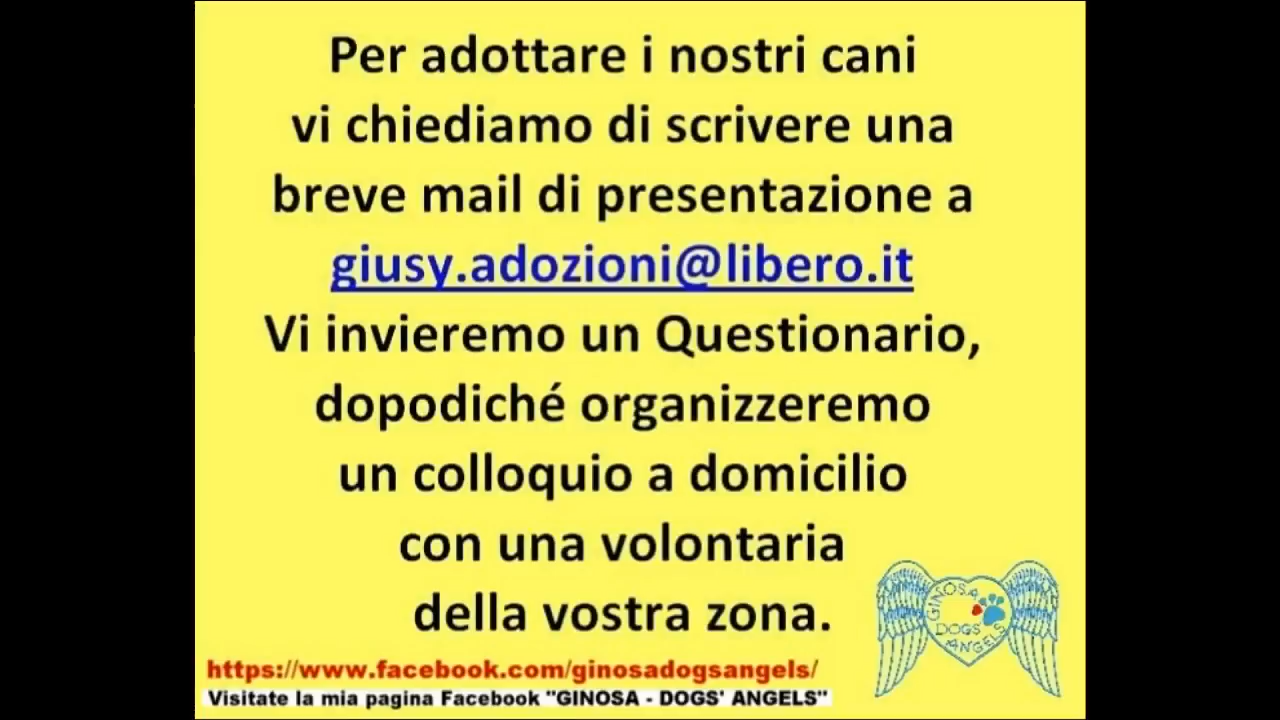 Per adottare i nostri cani
vi chiediamo di scrivere una
breve mail di presentazione a
giusy.adozioni@libero.it
Vi invieremo un Questionario,
dopodiché organizzeremo
un colloquio a domicilio
con una volontaria
della vostra zona.
GINOSA
DOGS'
ANGELS
https://www.facebook.com/ginosadogsangels/
Visitate la mia pagina Facebook "GINOSA - DOGS' ANGELS"